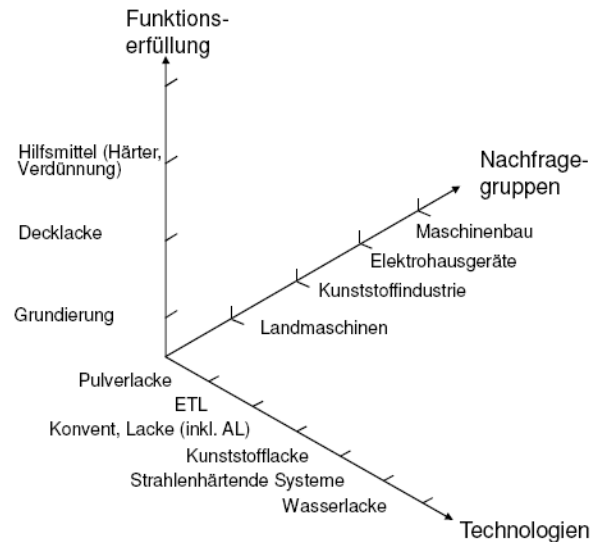 Funktions-
erfüllung
Hilfsmittel (Härter,
Verdünnung)
Decklacke
Grundierung
Nachfrage-
gruppen
Maschinenbau
Elektrohausgeräte
Kunststoffindustrie
Landmaschinen
Pulverlacke
ETL
Konvent, Lacke (inkl. AL)
Kunststofflacke
Strahlenhärtende Systeme
Wasserlacke
Technologien